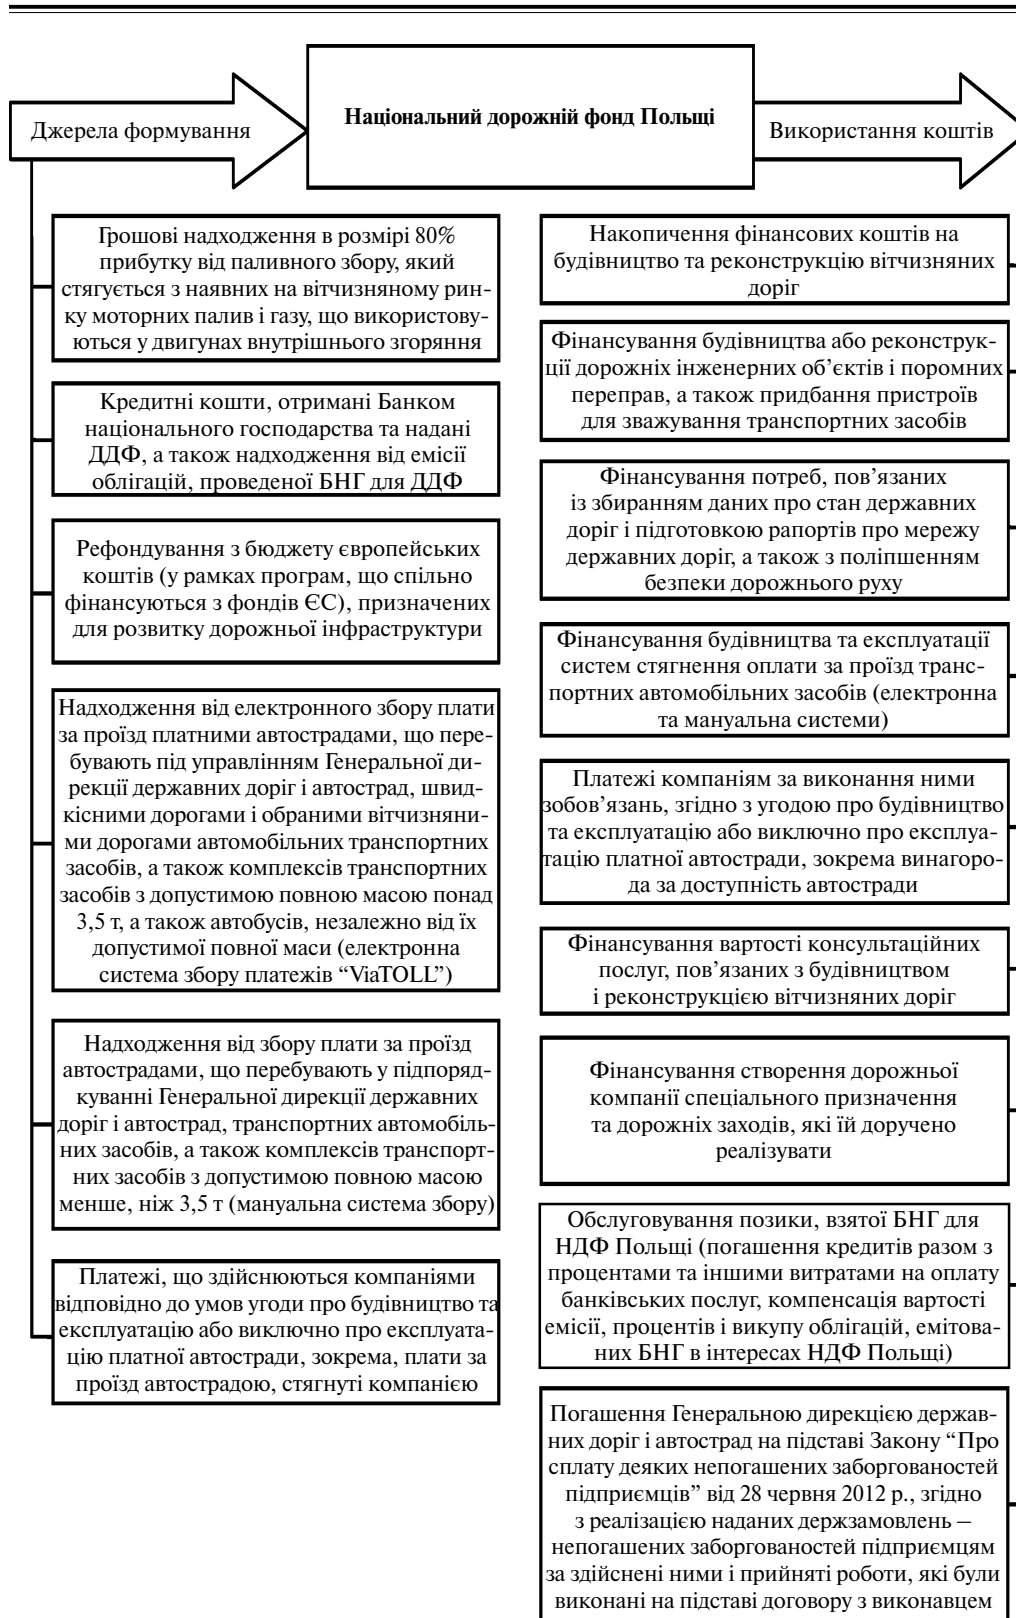 Джерела формування
Національний дорожній фонд Польщі
Використання коштів
Грошові надходження в розмірі 80%
прибутку від паливного збору, який
стягується з наявних на вітчизняному рин-
ку моторних палив і газу, що використову-
ються у двигунах внутрішнього згоряння
Кредитні кошти, отримані Банком
національного господарства та надані
ДДФ, а також надходження від емісії
облігацій, проведеної БНГ для ДДФ
Рефондування з бюджету європейських
коштів (у рамках програм, що спільно
фінансуються з фондів ЄС), призначених
для розвитку дорожньої інфраструктури
Надходження від електронного збору плати
за проїзд платними автострадами, що пере-
бувають під управлінням Генеральної ди-
рекції державних доріг і автострад, швид-
кісними дорогами і обраними вітчизняни-
ми дорогами автомобільних транспортних
засобів, а також комплексів транспортних
засобів з допустимою повною масою понад
3,5 т, а також автобусів, незалежно від їх
допустимої повної маси (електронна
система збору платежів “ViaTOLL”)
Надходження від збору плати за проїзд
автострадами, що перебувають у підпоряд-
куванні Генеральної дирекції державних
доріг і автострад, транспортних автомобіль-
них засобів, а також комплексів транспорт-
них засобів з допустимою повною масою
менше, ніж 3,5 т (мануальна система збору)
Платежі, що здійснюються компаніями
відповідно до умов угоди про будівництво та
експлуатацію або виключно про експлуата-
цію платної автостради, зокрема, плати за
проїзд автострадою, стягнуті компанією
Накопичення фінансових коштів на
будівництво та реконструкцію вітчизняних
доріг
Фінансування будівництва або реконструк-
ції дорожніх інженерних об’єктів і поромних
переправ, а також придбання пристроїв
для зважування транспортних засобів
Фінансування потреб, пов’язаних
із збиранням даних про стан державних
доріг і підготовкою рапортів про мережу
державних доріг, а також з поліпшенням
безпеки дорожнього руху
Фінансування будівництва та експлуатації
систем стягнення оплати за проїзд транс-
портних автомобільних засобів (електронна
та мануальна системи)
Платежі компаніям за виконання ними
зобов’язань, згідно з угодою про будівництво
та експлуатацію або виключно про експлуа-
тацію платної автостради, зокрема винагоро-
да за доступність автостради
Фінансування вартості консультаційних
послуг, пов’язаних з будівництвом
і реконструкцією вітчизняних доріг
Фінансування створення дорожньої
компанії спеціального призначення
та дорожніх заходів, які їй доручено
реалізувати
Обслуговування позики, взятої БНГ для
НДФ Польщі (погашення кредитів разом з
процентами та іншими витратами на оплату
банківських послуг, компенсація вартості
емісії, процентів і викупу облігацій, емітова-
них БНГ в інтересах НДФ Польщі)
Погашення Генеральною дирекцією держав-
них доріг і автострад на підставі Закону “Про
сплату деяких непогашених заборгованостей
підприємців” від 28 червня 2012 р., згідно
з реалізацією наданих держзамовлень –
непогашених заборгованостей підприємцям
за здійснені ними і прийняті роботи, які були
виконані на підставі договору з виконавцем